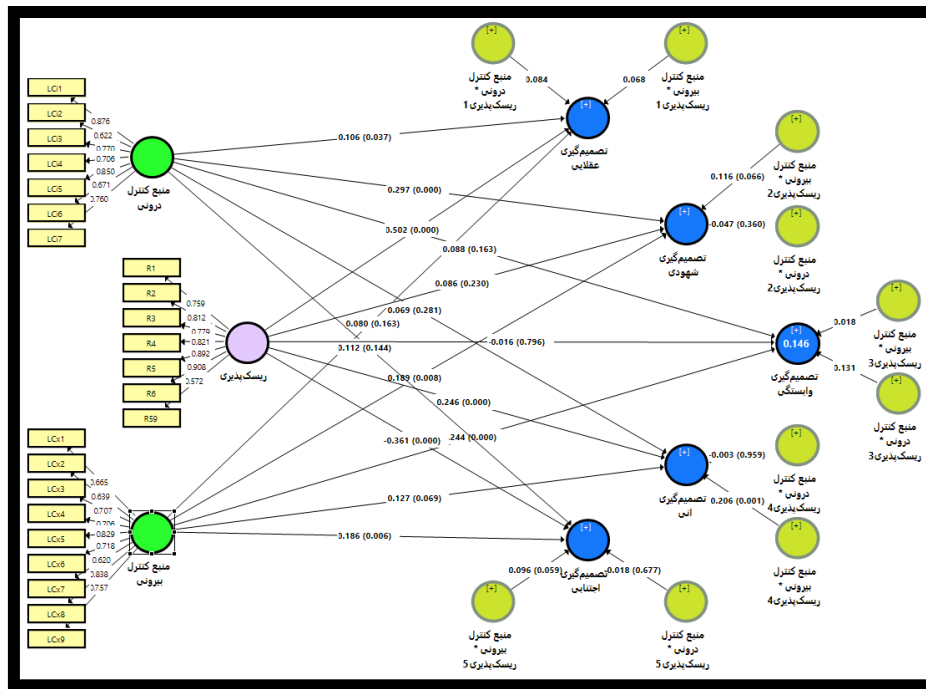 [+]
[+]
منبع کنترل
درونی *
ریسک‌پذیری1
منبع کنترل
بیرونی *
ریسک‌پذیری1
0.084
0.068
LCi1
LCi2
LCi3
LCi4
LCi5
LCi6
LCi7
0.876
0.622
0.770
0.706
0.850
0.671
0.760
منبع کنترل
درونی
0.106 (0.037)
[+]
تصمیم‌گیری
عقلایی
[+]
منبع کنترل
بیرونی *
ریسک‌پذیری2
0.116 (0.066)
0.297 (0.000)
[+]
تصمیم‌گیری
شهودی
-0.047 (0.360)
[+]
منبع کنترل
درونی *
ریسک‌پذیری2
0.502 (0.000)
0.088 (0.163)
R1
R2
R3
R4
R5
R6
R59
0.759
0.812
0.779
0.821
0.892
0.908
0.572
ریسک‌پذیری
0.086 (0.230)
0.069 (0.281)
0.080 (0.163)
-0.016 (0.796)
0.112 (0.144)
0.189 (0.008)
0.246 (0.000)
[+]
0.146
تصمیم‌گیری
وابستگی
0.018
[+]
منبع کنترل
بیرونی *
ریسک‌پذیری3
0.131
[+]
منبع کنترل
درونی *
ریسک‌پذیری3
LCx1
LCx2
LCx3
LCx4
LCx5
LCx6
LCx7
LCx8
LCx9
0.665
0.639
0.707
0.706
0.829
0.718
0.620
0.838
0.757
منبع کنترل
بیرونی
-0.361 (0.000)
.244 (0.000)
0.127 (0.069)
0.186 (0.006)
[+]
تصمیم‌گیری
آنی
-0.003 (0.959)
[+]
منبع کنترل
درونی *
ریسک‌پذیری4
0.206 (0.001)
[+]
منبع کنترل
بیرونی *
ریسک‌پذیری4
[+]
تصمیم‌گیری
اجتنابی
0.096 (0.059)
-0.018 (0.677)
[+]
منبع کنترل
بیرونی *
ریسک‌پذیری5
[+]
منبع کنترل
درونی *
ریسک‌پذیری5